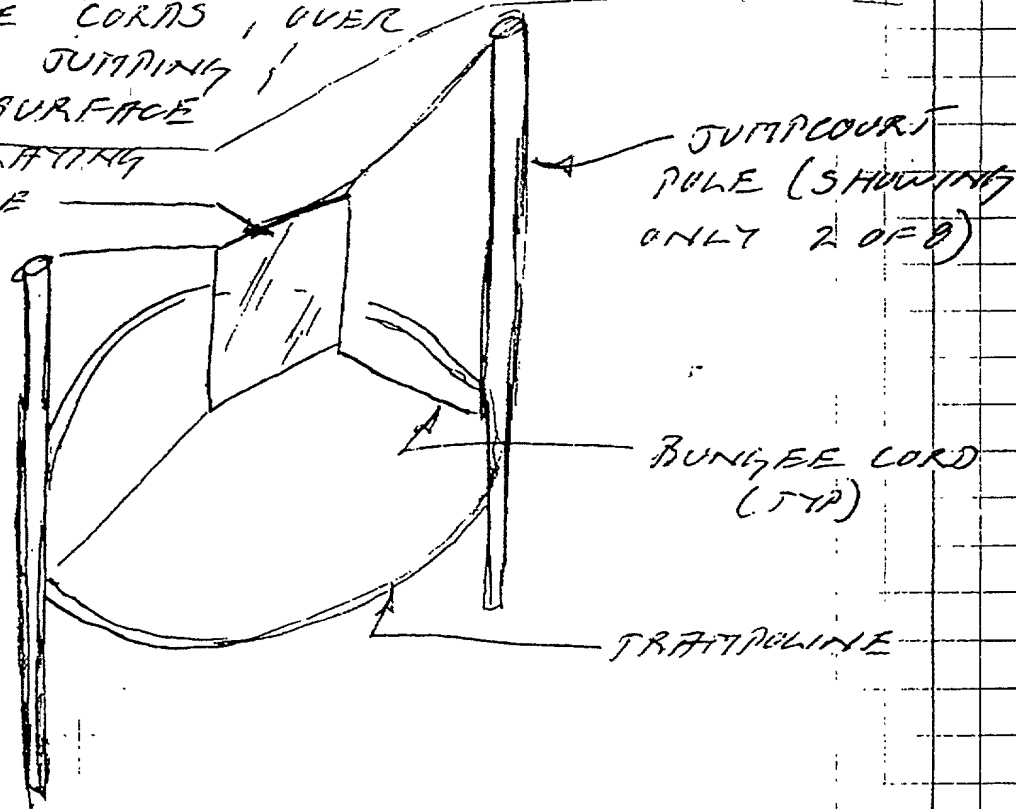 E CORDS, OVER
JUMPING
SURFACE
JUMPCOURT
POLE (SHOWING
ONLY 2 OF 8)
BUNGEE CORD
(TYP)
TRAMPOLINE